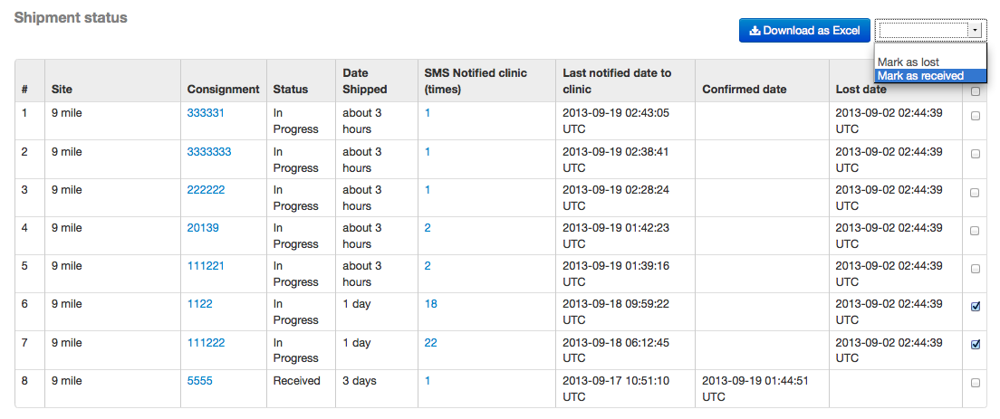 Shipment status
Download as Excel
Mark as lost
Mark as received
# Site Consignment Status Date Shipped SMS Notified clinic (times) Last notified date to clinic Confirmed date Lost date
1 9 mile 333331 In Progress about 3 hours 1 2013-09-19 02:43:05 UTC 2013-09-02 02:44:39 UTC
2 9 mile 3333333 In Progress about 3 hours 1 2013-09-19 02:38:41 UTC 2013-09-02 02:44:39 UTC
3 9 mile 222222 In Progress about 3 hours 1 2013-09-19 02:28:24 UTC 2013-09-02 02:44:39 UTC
4 9 mile 20139 In Progress about 3 hours 2 2013-09-19 01:42:23 UTC 2013-09-02 02:44:39 UTC
5 9 mile 111221 In Progress about 3 hours 2 2013-09-19 01:39:16 UTC 2013-09-02 02:44:39 UTC
6 9 mile 1122 In Progress 1 day 18 2013-09-18 09:59:22 UTC 2013-09-02 02:44:39 UTC
7 9 mile 111222 In Progress 1 day 22 2013-09-18 06:12:45 UTC 2013-09-02 02:44:39 UTC
8 9 mile 5555 Received 3 days 1 2013-09-17 10:51:10 UTC 2013-09-19 01:44:51 UTC